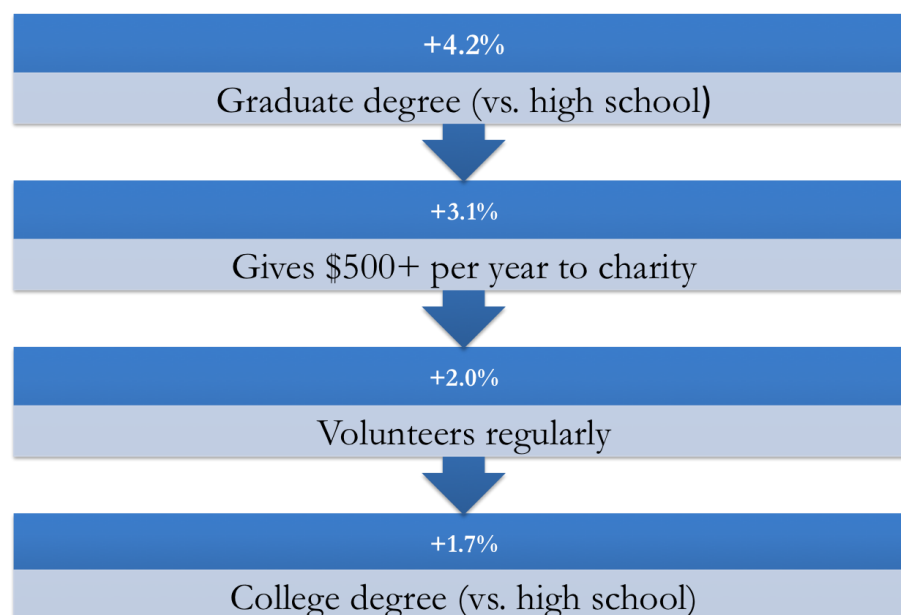 +4.2%
Graduate degree (vs. high school)
+3.1%
Gives $500+ per year to charity
+2.0%
Volunteers regularly
+1.7%
College degree (vs. high school)